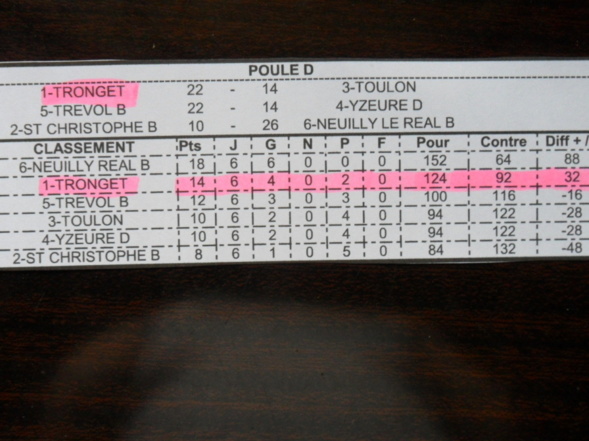 POULE D
1-TRONGET 22 - 14 3-TOULON
5-TREVOL B 22 - 14 4-YZEURE D
2-ST CHRISTOPHE B 10 - 26 6-NEUILLY LE REAL B
CLASSEMENT Pts J G N P F Pour Contre Diff + /
6-NEUILLY REAL B 18 6 6 0 0 0 152 64 88
1-TRONGET 14 6 4 0 2 0 124 92 32
5-TREVOL B 12 6 3 0 3 0 100 116 -16
3-TOULON 10 6 2 0 4 0 94 122 -28
4-YZEURE D 10 6 2 0 4 0 94 122 -28
2-ST CHRISTOPHE B 8 6 1 0 5 0 84 132 -48